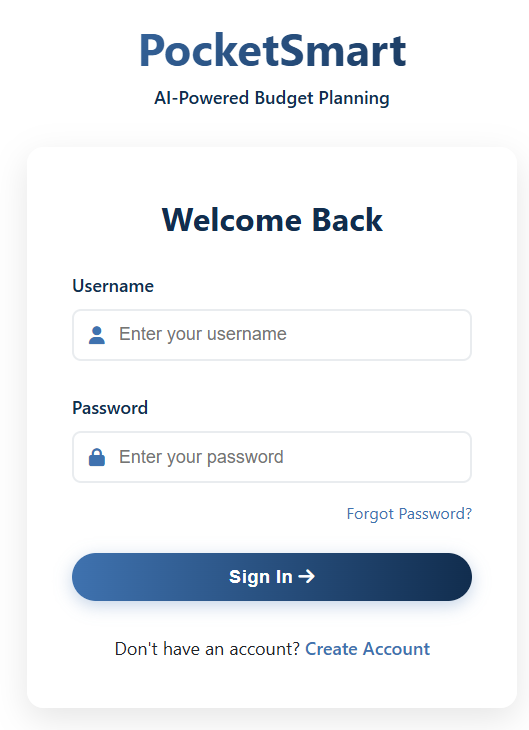 PocketSmart
AI-Powered Budget Planning
Welcome Back
Username
Enter your username
Password
Enter your password
Forgot Password?
Sign In →
Don't have an account? Create Account